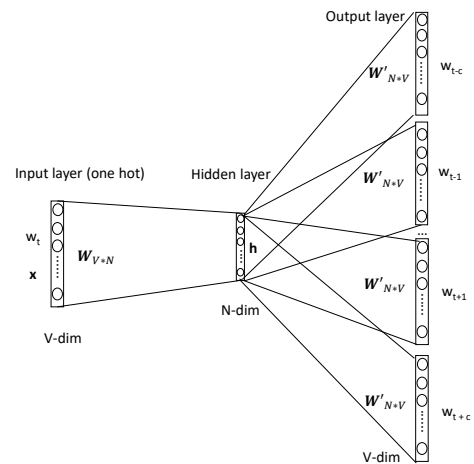 Output layer
W'N*V
wt-c
W'N*V
wt-1
Input layer (one hot)
Hidden layer
wt
x
WV*N
h
...
W'N*V
wt+1
N-dim
V-dim
W'N*V
wt + c
V-dim